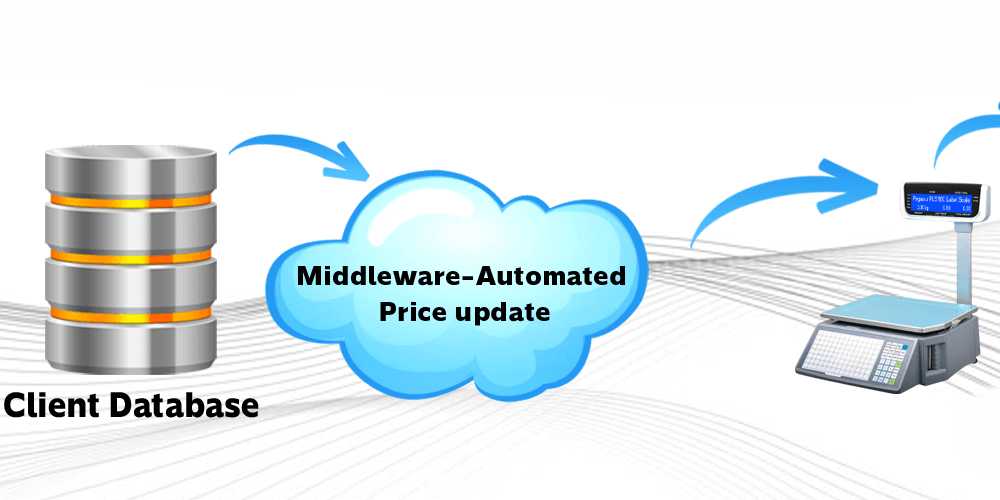 Middleware-Automated
Price update
Client Database